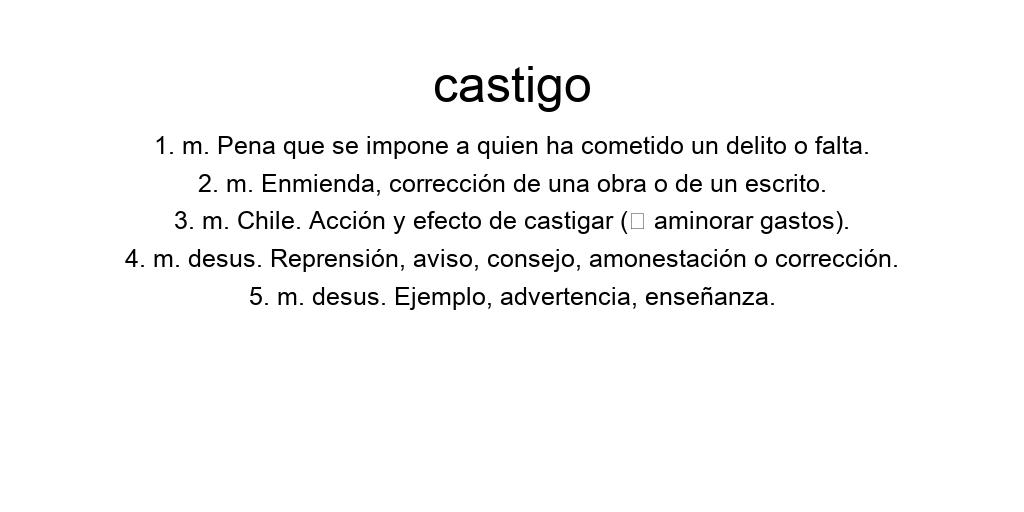 castigo
1. m. Pena que se impone a quien ha cometido un delito o falta.
2. m. Enmienda, corrección de una obra o de un escrito.
3. m. Chile. Acción y efecto de castigar (□ aminorar gastos).
4. m. desus. Reprensión, aviso, consejo, amonestación o corrección.
5. m. desus. Ejemplo, advertencia, enseñanza.